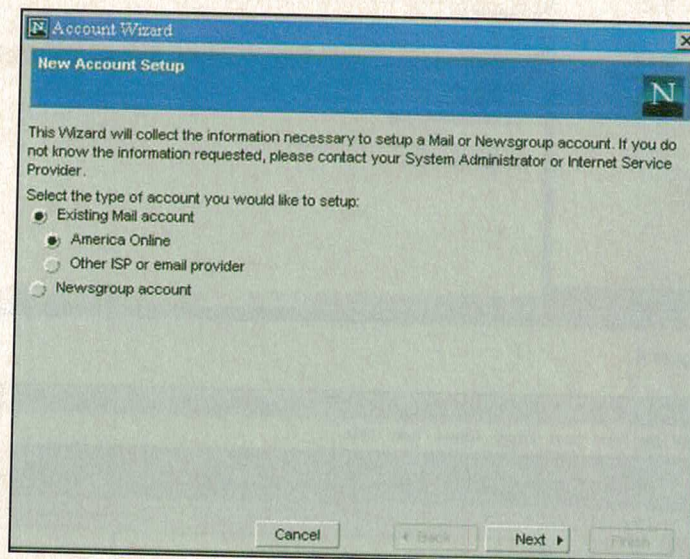 N Account Wizard
New Account Setup
N
This Wizard will collect the information necessary to setup a Mail or Newsgroup account. If you do
not know the information requested, please contact your System Administrator or Internet Service
Provider.
Select the type of account you would like to setup:
Existing Mail account
America Online
Other ISP or email provider
Newsgroup account
Cancel
Back
Next
Finish